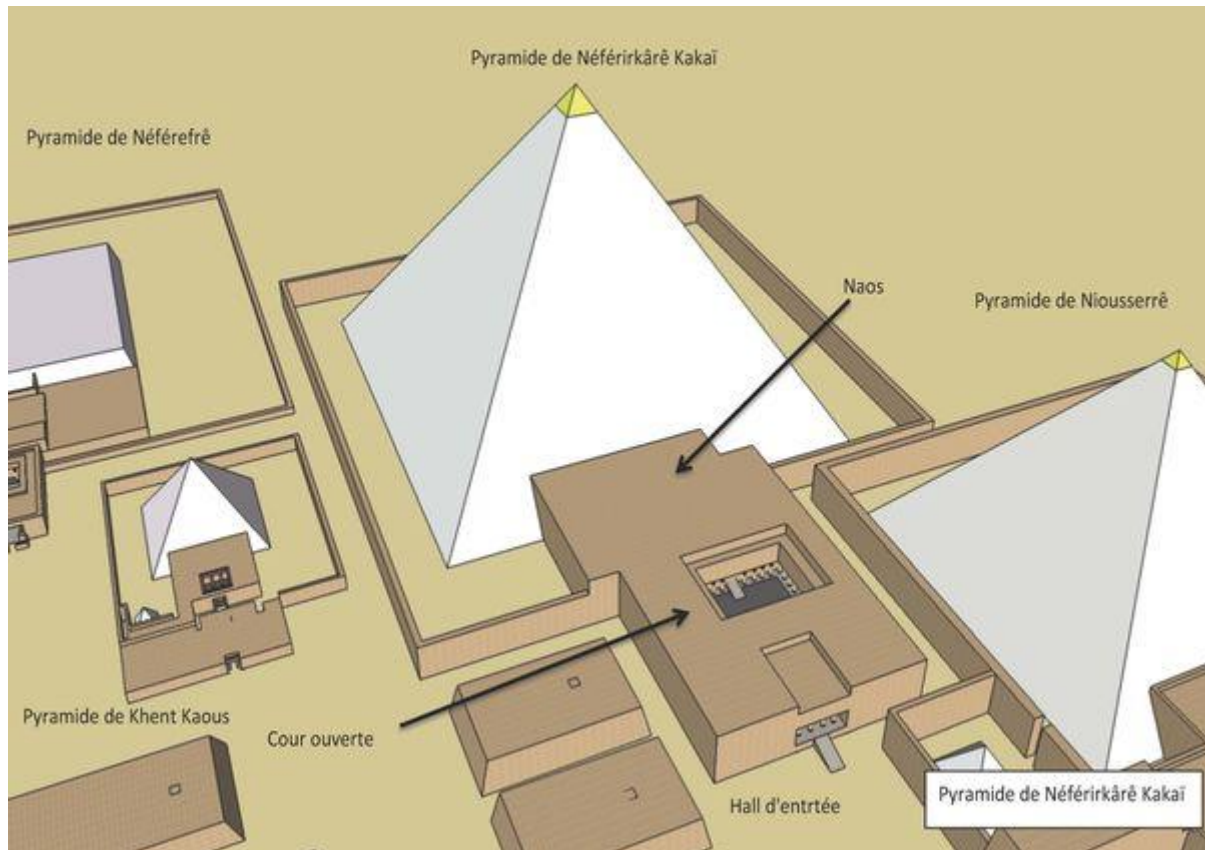 Pyramide de Néférirkârê Kakaï
Pyramide de Néférefrê
Naos
Pyramide de Niousserrê
Pyramide de Khent Kaous
Cour ouverte
Hall d'entrtée
Pyramide de Néférirkârê Kakaï